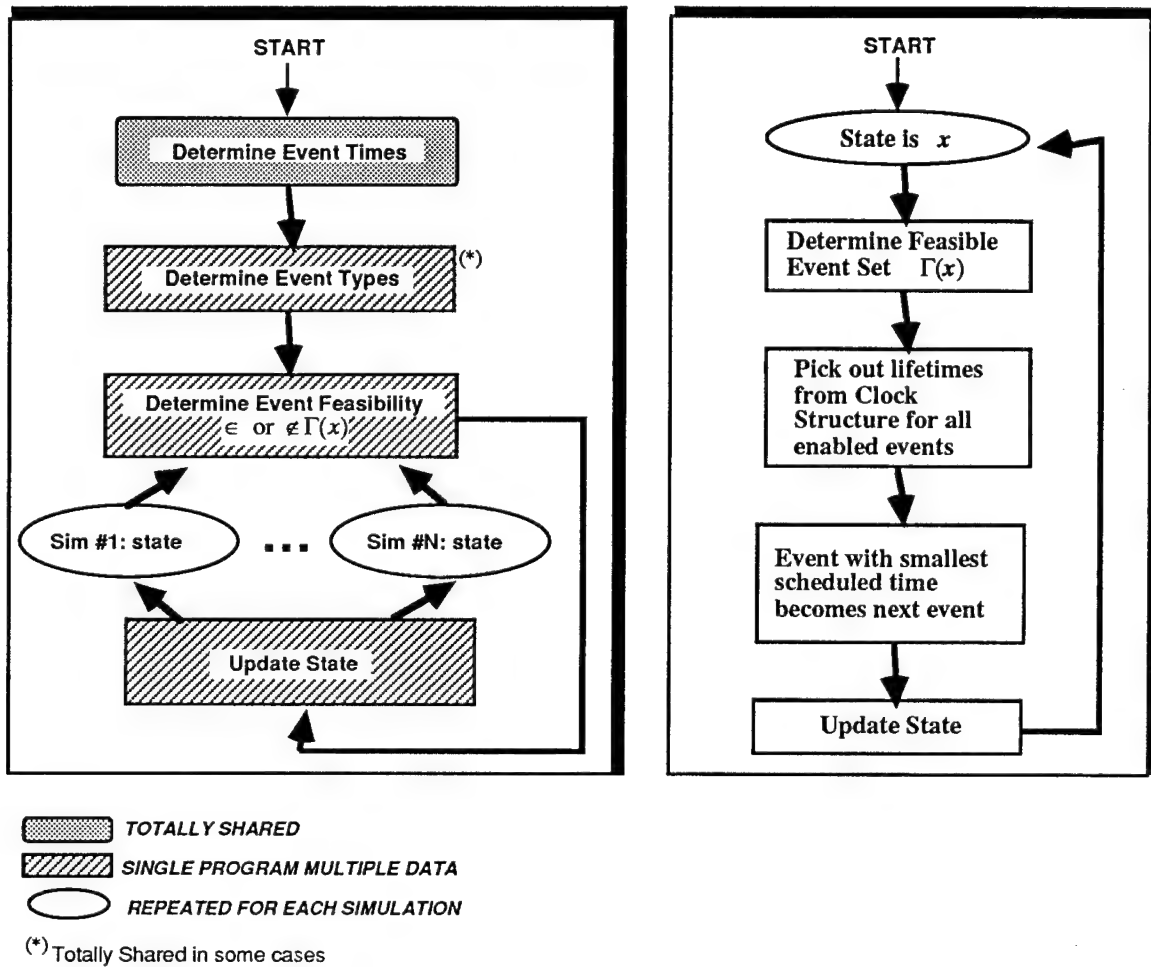 START
Determine Event Times
Determine Event Types
(*)
Determine Event Feasibility
∈ or ∉ Γ(x)
Sim #1: state
...
Sim #N: state
Update State
START
State is x
Determine Feasible
Event Set Γ(x)
Pick out lifetimes
from Clock
Structure for all
enabled events
Event with smallest
scheduled time
becomes next event
Update State
TOTALLY SHARED
SINGLE PROGRAM MULTIPLE DATA
REPEATED FOR EACH SIMULATION
(*) Totally Shared in some cases